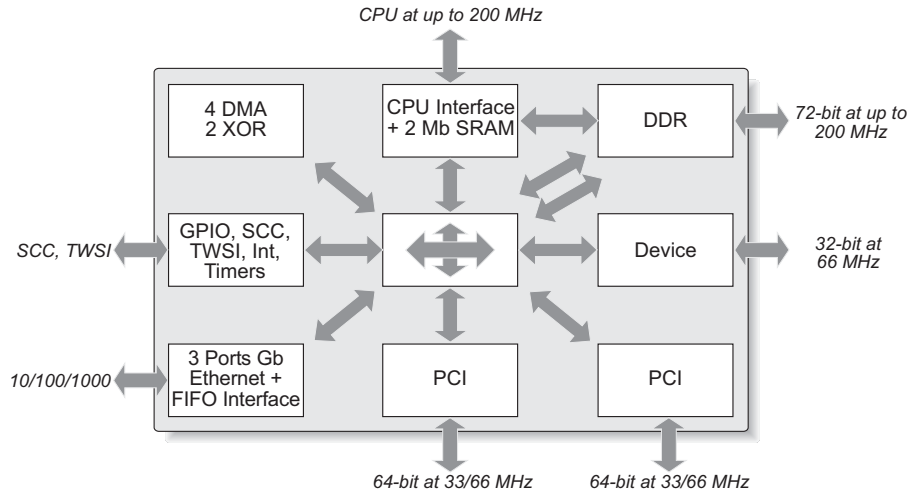 CPU at up to 200 MHz
4 DMA
2 XOR
CPU Interface
+ 2 Mb SRAM
DDR
72-bit at up to
200 MHz
SCC, TWSI
GPIO, SCC,
TWSI, Int,
Timers
Device
32-bit at
66 MHz
10/100/1000
3 Ports Gb
Ethernet +
FIFO Interface
PCI
PCI
64-bit at 33/66 MHz
64-bit at 33/66 MHz